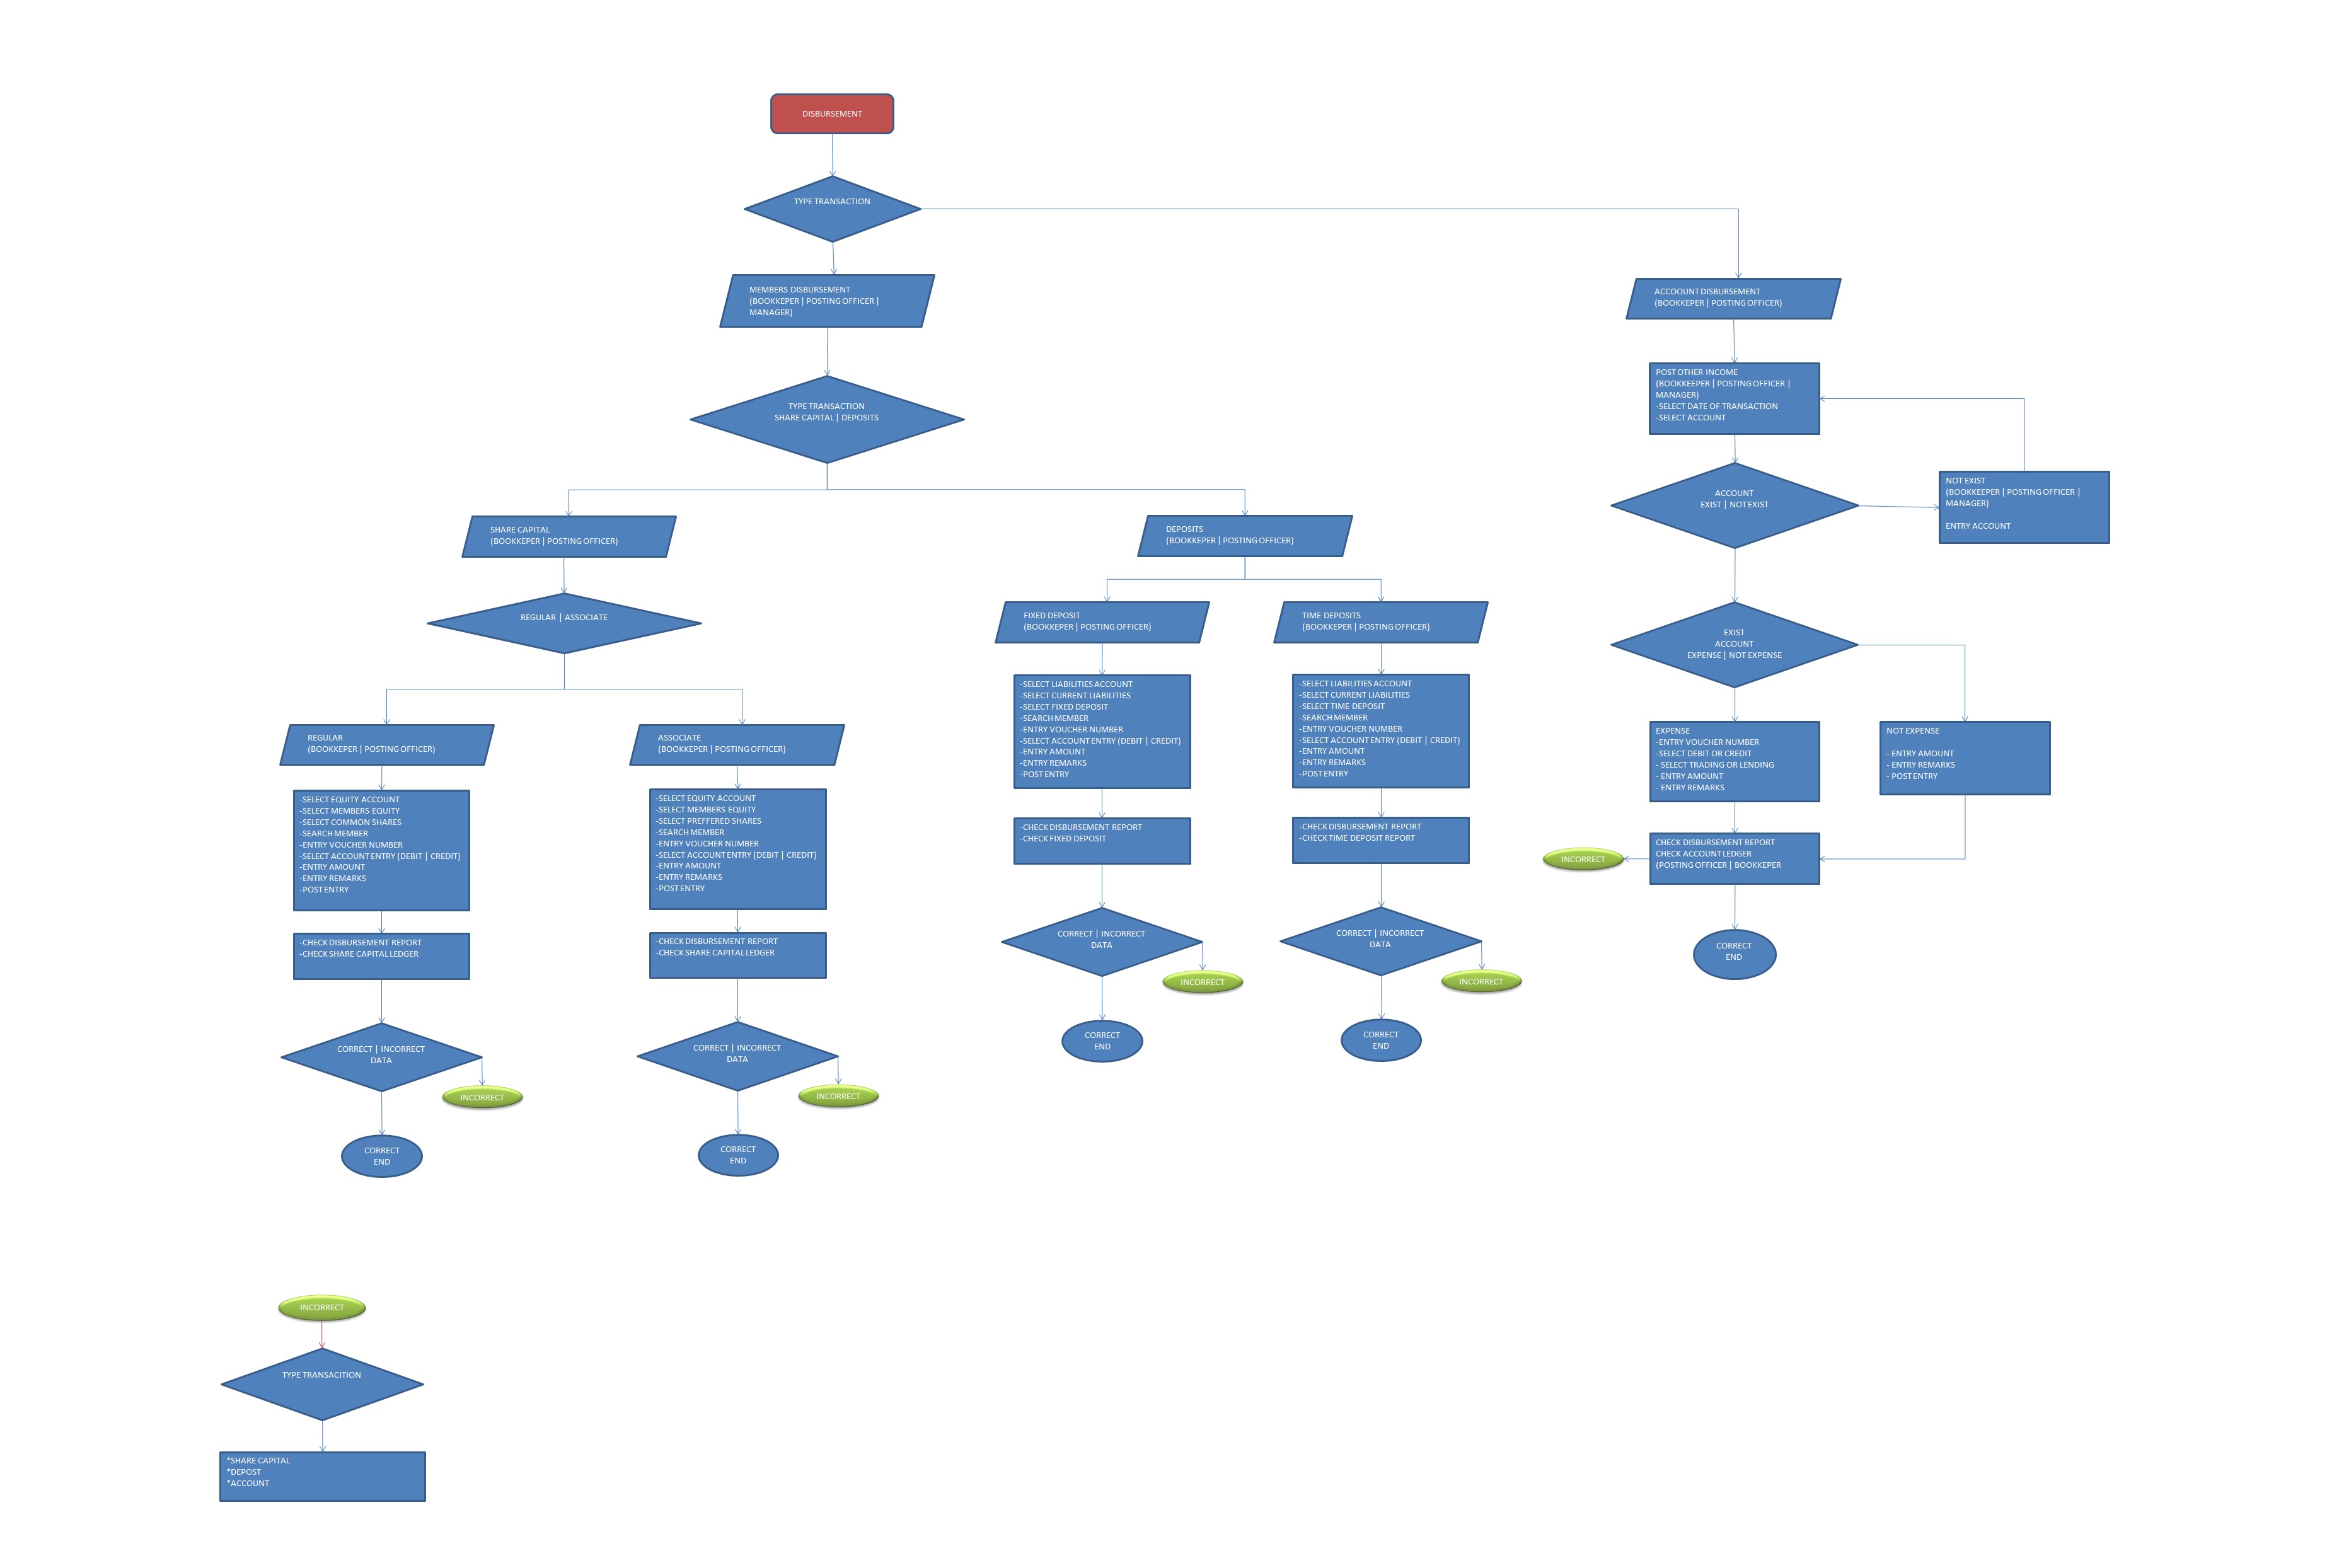 DISBURSEMENT
TYPE TRANSACTION
MEMBERS DISBURSEMENT
(BOOKKEPER | POSTING OFFICER |
MANAGER)
TYPE TRANSACTION
SHARE CAPITAL | DEPOSITS
SHARE CAPITAL
(BOOKKEPER | POSTING OFFICER)
REGULAR | ASSOCIATE
REGULAR
(BOOKKEPER | POSTING OFFICER)
-SELECT EQUITY ACCOUNT
-SELECT MEMBERS EQUITY
-SELECT COMMON SHARES
-SEARCH MEMBER
-ENTRY VOUCHER NUMBER
-SELECT ACCOUNT ENTRY (DEBIT | CREDIT)
-ENTRY AMOUNT
-ENTRY REMARKS
-POST ENTRY
-CHECK DISBURSEMENT REPORT
-CHECK SHARE CAPITAL LEDGER
CORRECT | INCORRECT
DATA
INCORRECT
CORRECT
END
ASSOCIATE
(BOOKKEPER | POSTING OFFICER)
-SELECT EQUITY ACCOUNT
-SELECT MEMBERS EQUITY
-SELECT PREFFERED SHARES
-SEARCH MEMBER
-ENTRY VOUCHER NUMBER
-SELECT ACCOUNT ENTRY (DEBIT | CREDIT)
-ENTRY AMOUNT
-ENTRY REMARKS
-POST ENTRY
-CHECK DISBURSEMENT REPORT
-CHECK SHARE CAPITAL LEDGER
CORRECT | INCORRECT
DATA
INCORRECT
CORRECT
END
DEPOSITS
(BOOKKEPER | POSTING OFFICER)
FIXED DEPOSIT
(BOOKKEPER | POSTING OFFICER)
-SELECT LIABILITIES ACCOUNT
-SELECT CURRENT LIABILITIES
-SELECT FIXED DEPOSIT
-SEARCH MEMBER
-ENTRY VOUCHER NUMBER
-SELECT ACCOUNT ENTRY (DEBIT | CREDIT)
-ENTRY AMOUNT
-ENTRY REMARKS
-POST ENTRY
-CHECK DISBURSEMENT REPORT
-CHECK FIXED DEPOSIT
CORRECT | INCORRECT
DATA
INCORRECT
CORRECT
END
TIME DEPOSITS
(BOOKKEPER | POSTING OFFICER)
-SELECT LIABILITIES ACCOUNT
-SELECT CURRENT LIABILITIES
-SELECT TIME DEPOSIT
-SEARCH MEMBER
-ENTRY VOUCHER NUMBER
-SELECT ACCOUNT ENTRY (DEBIT | CREDIT)
-ENTRY AMOUNT
-ENTRY REMARKS
-POST ENTRY
-CHECK DISBURSEMENT REPORT
-CHECK TIME DEPOSIT REPORT
CORRECT | INCORRECT
DATA
INCORRECT
CORRECT
END
ACCOOUNT DISBURSEMENT
(BOOKKEPER | POSTING OFFICER)
POST OTHER INCOME
(BOOKKEEPER | POSTING OFFICER |
MANAGER)
-SELECT DATE OF TRANSACTION
-SELECT ACCOUNT
ACCOUNT
EXIST | NOT EXIST
NOT EXIST
(BOOKKEEPER | POSTING OFFICER |
MANAGER)
ENTRY ACCOUNT
EXIST
ACCOUNT
EXPENSE | NOT EXPENSE
EXPENSE
-ENTRY VOUCHER NUMBER
-SELECT DEBIT OR CREDIT
- SELECT TRADING OR LENDING
- ENTRY AMOUNT
- ENTRY REMARKS
NOT EXPENSE
- ENTRY AMOUNT
- ENTRY REMARKS
- POST ENTRY
CHECK DISBURSEMENT REPORT
CHECK ACCOUNT LEDGER
(POSTING OFFICER | BOOKEPER
INCORRECT
CORRECT
END
INCORRECT
TYPE TRANSACITION
*SHARE CAPITAL
*DEPOST
*ACCOUNT